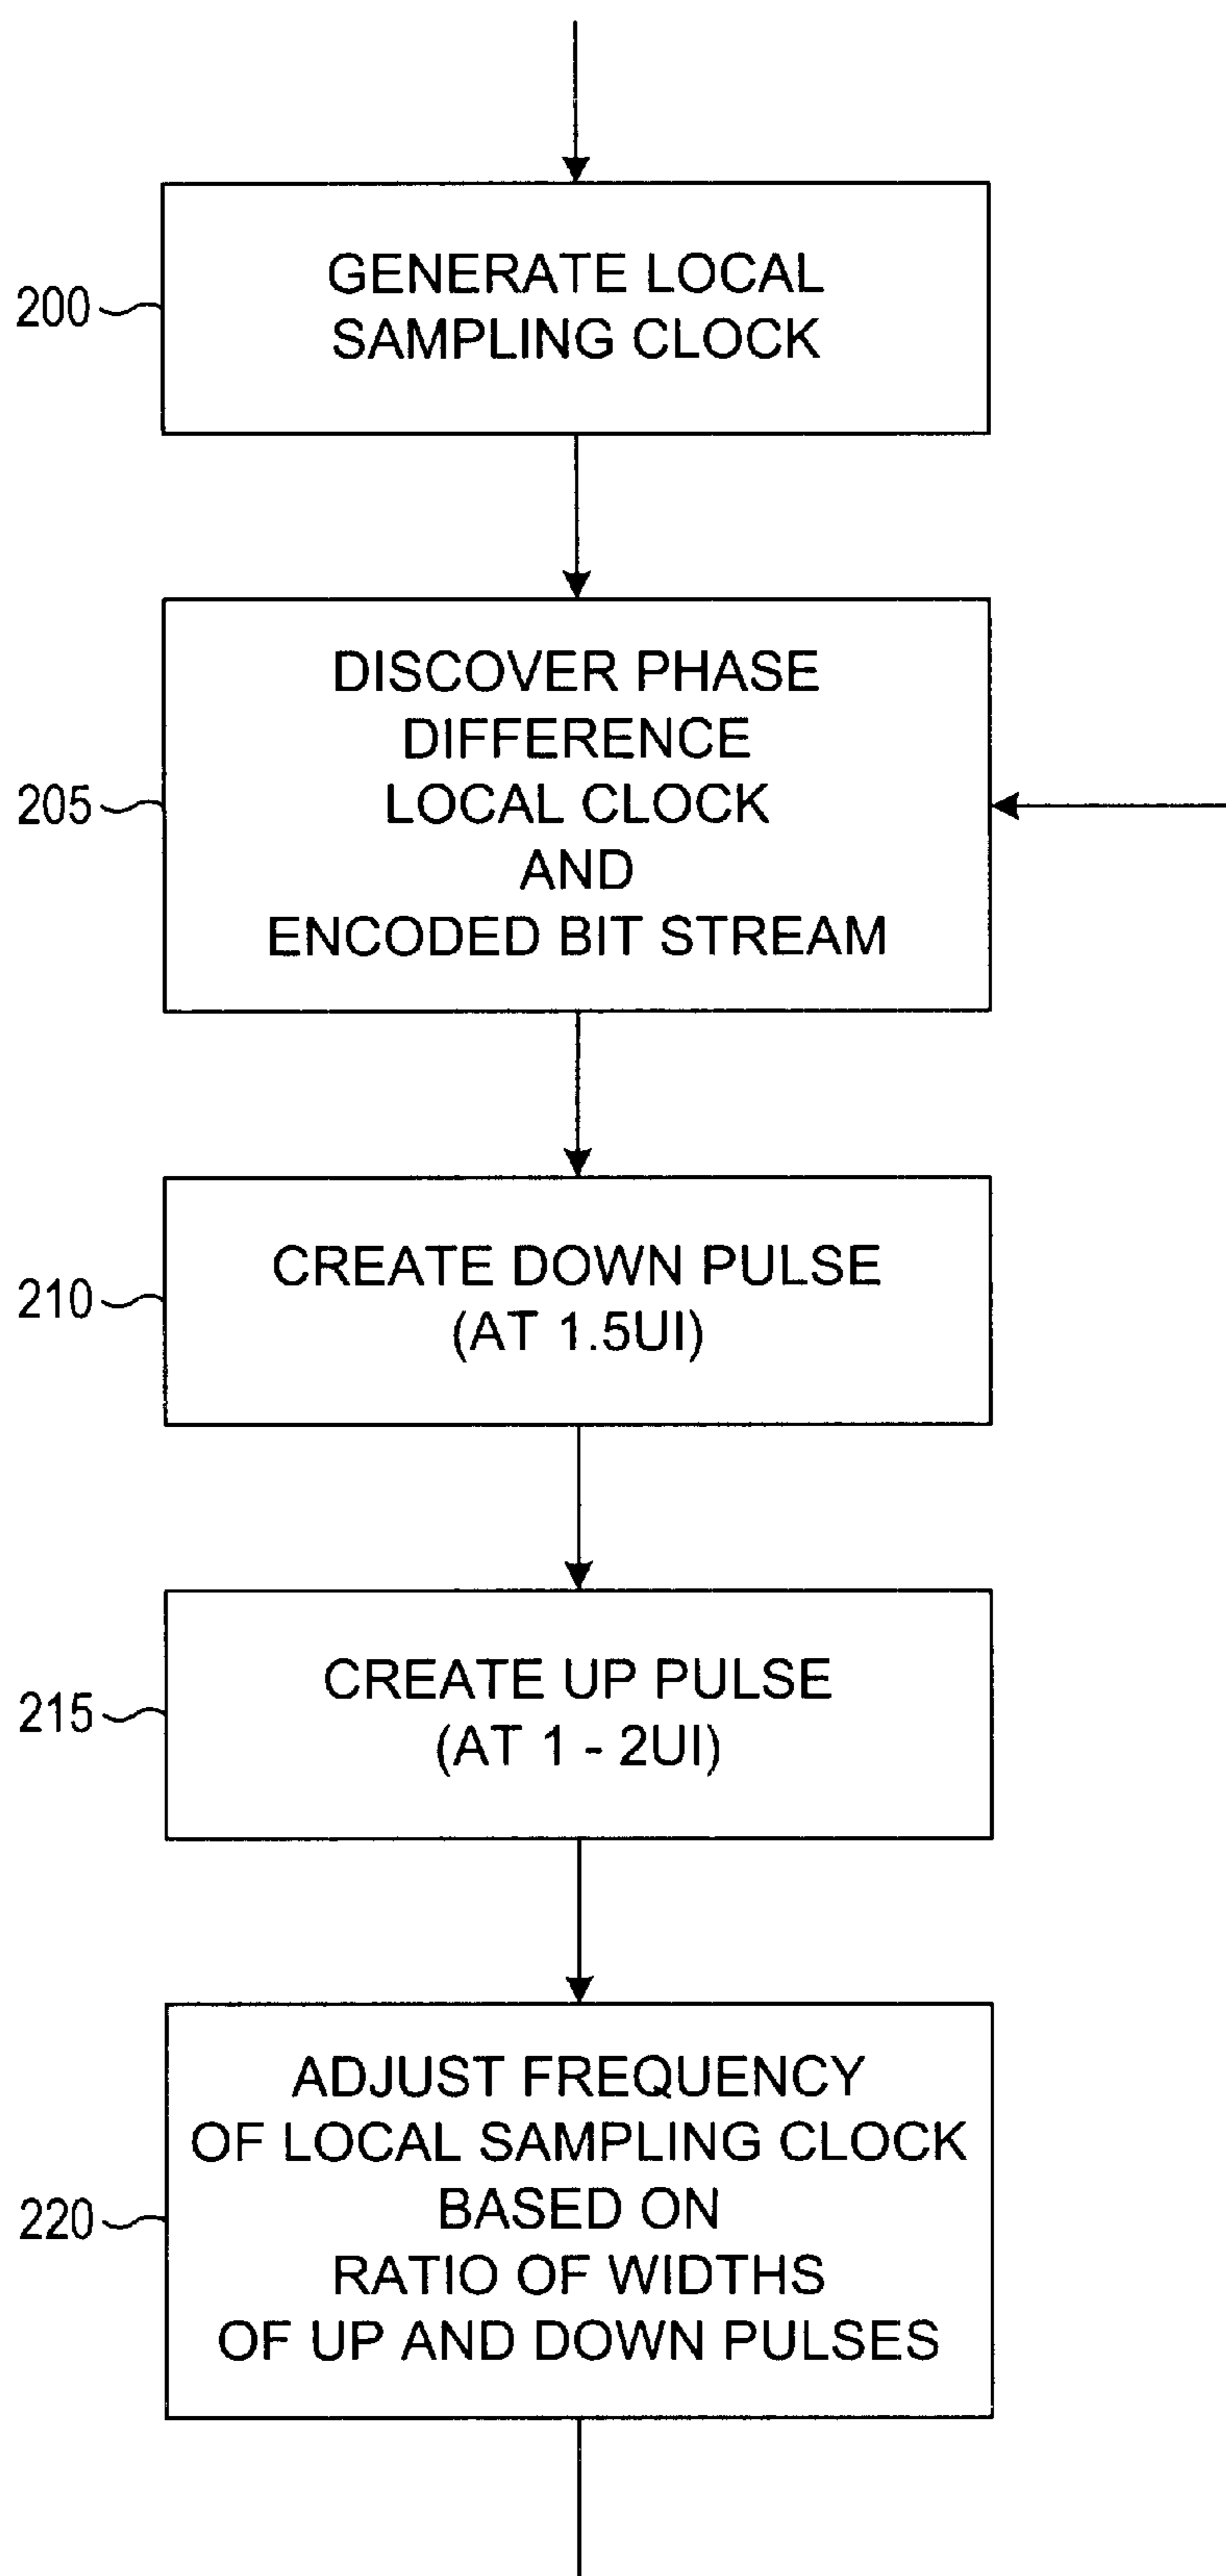 200
GENERATE LOCAL
SAMPLING CLOCK
205
DISCOVER PHASE
DIFFERENCE
LOCAL CLOCK
AND
ENCODED BIT STREAM
210
CREATE DOWN PULSE
(AT 1.5UI)
215
CREATE UP PULSE
(AT 1 - 2UI)
220
ADJUST FREQUENCY
OF LOCAL SAMPLING CLOCK
BASED ON
RATIO OF WIDTHS
OF UP AND DOWN PULSES